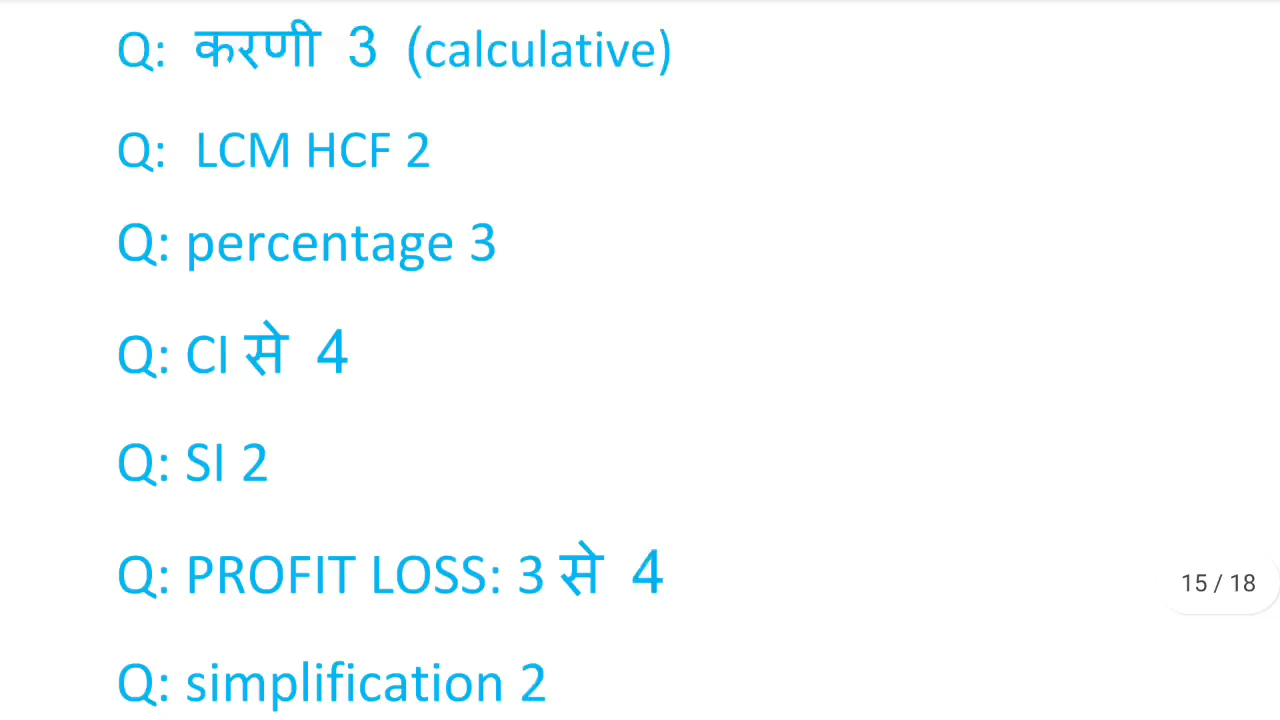 Q: करणी 3 (calculative)
Q: LCM HCF 2
Q: percentage 3
Q: CI से 4
Q: SI 2
Q: PROFIT LOSS: 3 से 4
15 / 18
Q: simplification 2